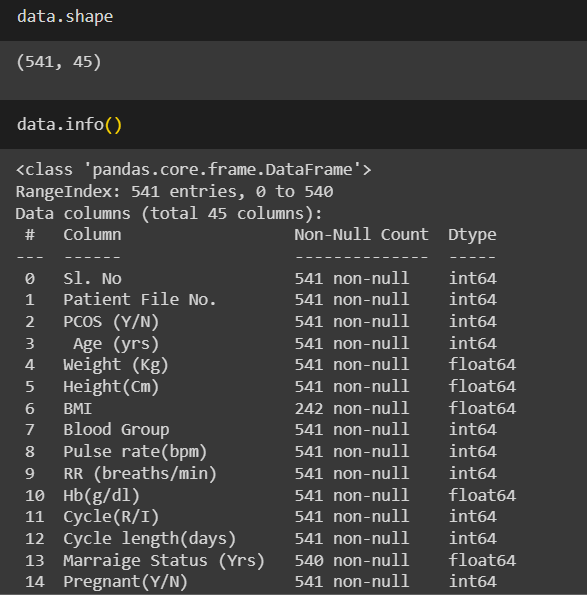 data.shape
(541, 45)
data.info()
<class 'pandas.core.frame.DataFrame'>
RangeIndex: 541 entries, 0 to 540
Data columns (total 45 columns):
 #   Column                 Non-Null Count  Dtype
---  ------                 --------------  -----
 0   Sl. No                 541 non-null    int64
 1   Patient File No.       541 non-null    int64
 2   PCOS (Y/N)             541 non-null    int64
 3    Age (yrs)             541 non-null    int64
 4   Weight (Kg)            541 non-null    float64
 5   Height(Cm)             541 non-null    float64
 6   BMI                    242 non-null    float64
 7   Blood Group            541 non-null    int64
 8   Pulse rate(bpm)        541 non-null    int64
 9   RR (breaths/min)       541 non-null    int64
 10  Hb(g/dl)               541 non-null    float64
 11  Cycle(R/I)             541 non-null    int64
 12  Cycle length(days)     541 non-null    int64
 13  Marraige Status (Yrs)  540 non-null    float64
 14  Pregnant(Y/N)          541 non-null    int64